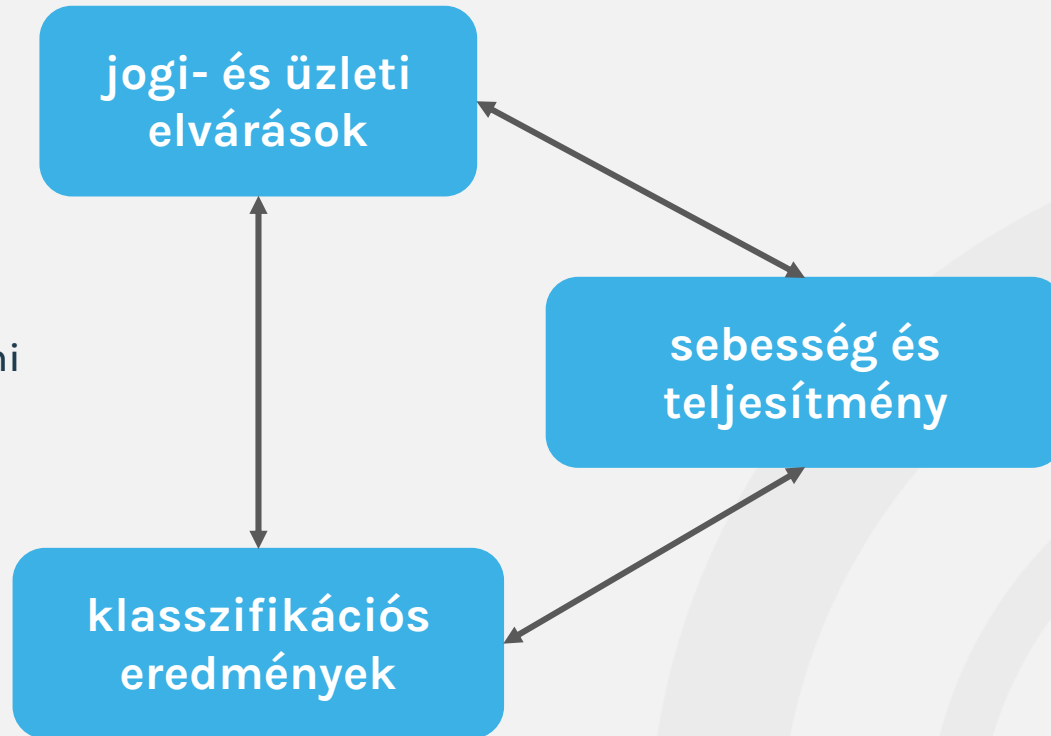 jogi- és üzleti
elvárások
sebesség és
teljesítmény
klasszifikációs
eredmények